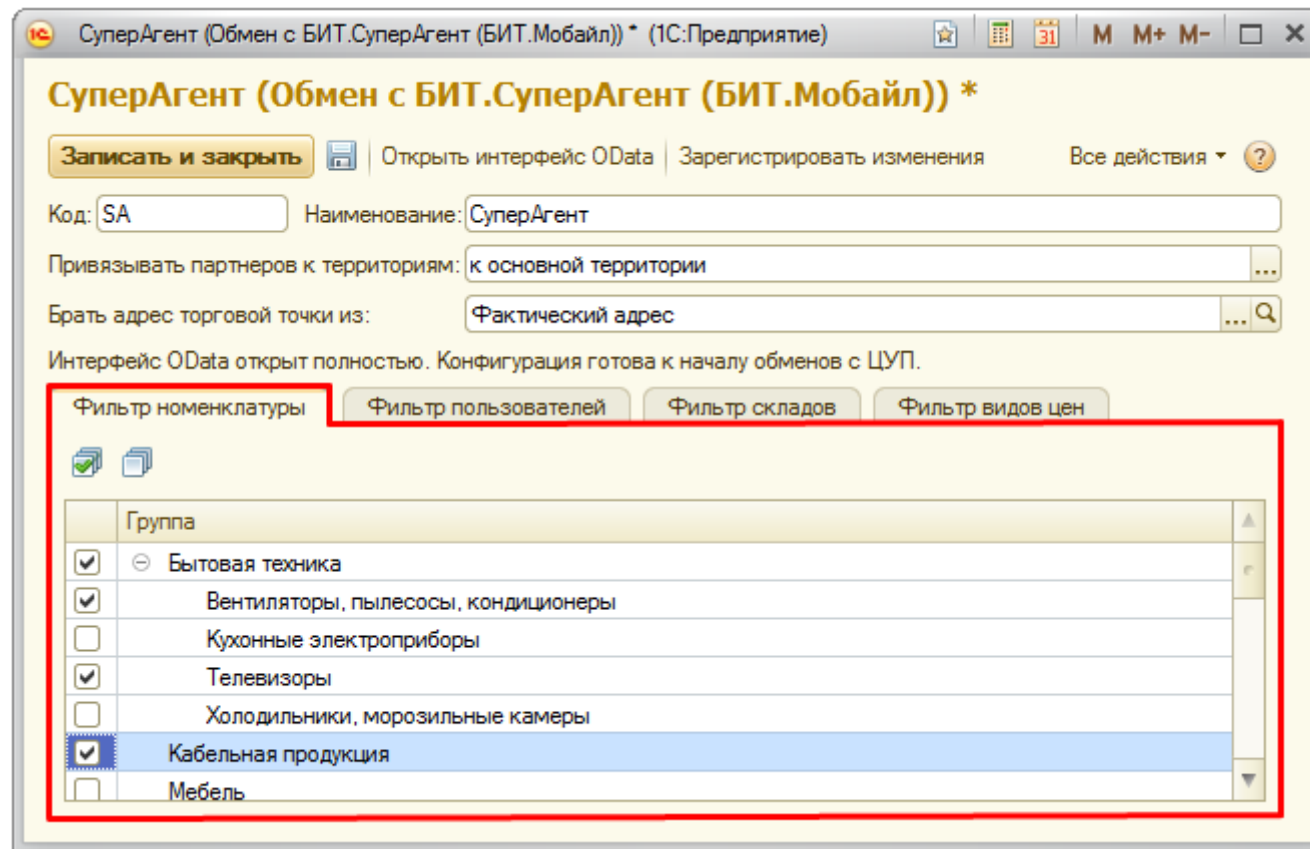 1С СуперАгент (Обмен с БИТ.СуперАгент (БИТ.Мобайл)) * (1С:Предприятие) 31 M M+ M-
СуперАгент (Обмен с БИТ.СуперАгент (БИТ.Мобайл)) *
Записать и закрыть Открыть интерфейс OData Зарегистрировать изменения Все действия ?
Код: SA Наименование: СуперАгент
Привязывать партнеров к территориям: к основной территории ...
Брать адрес торговой точки из: Фактический адрес ...
Интерфейс OData открыт полностью. Конфигурация готова к началу обменов с ЦУП.
Фильтр номенклатуры Фильтр пользователей Фильтр складов Фильтр видов цен
Группа
Бытовая техника
Вентиляторы, пылесосы, кондиционеры
Кухонные электроприборы
Телевизоры
Холодильники, морозильные камеры
Кабельная продукция
Мебель